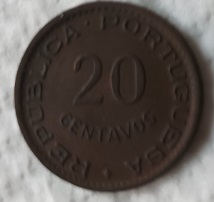 REPUBLICA · PORTUGUESA ·
20
CENTAVOS